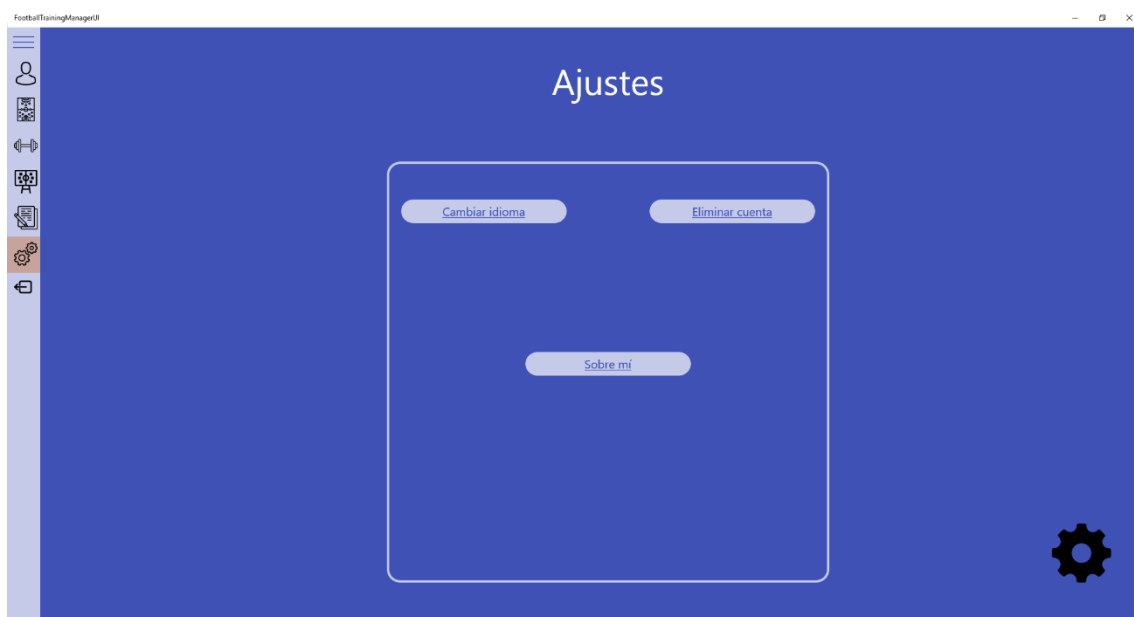 FootballTrainingManagerUI
Ajustes
Cambiar idioma
Eliminar cuenta
Sobre mí